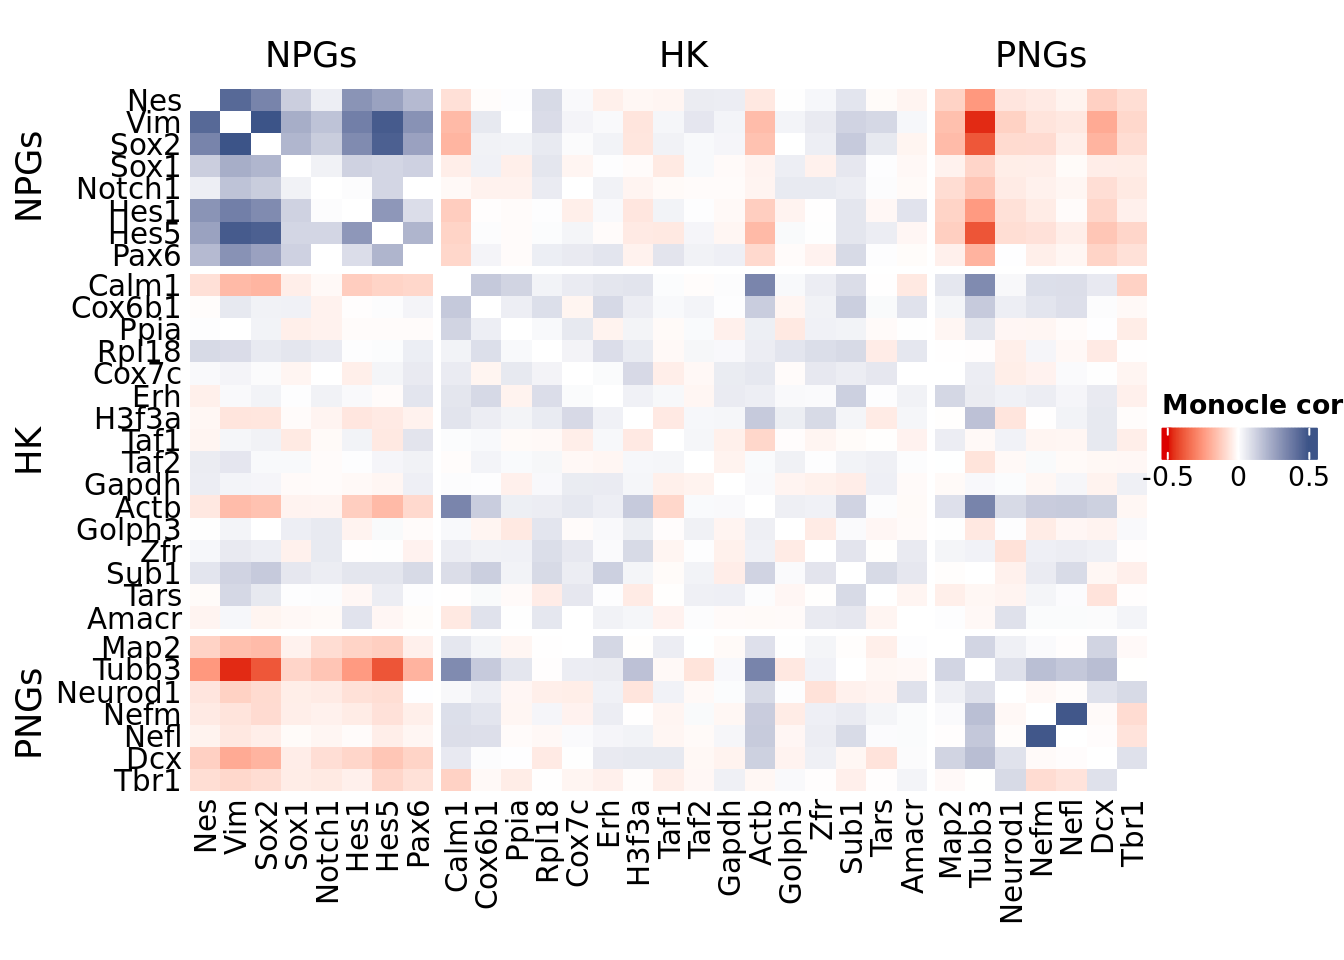 NPGs HK PNGs
NPGs
Nes
Vim
Sox2
Sox1
Notch1
Hes1
Hes5
Pax6
HK
Calm1
Cox6b1
Ppia
Rpl18
Cox7c
Erh
H3f3a
Taf1
Taf2
Gapdh
Actb
Golph3
Zfr
Sub1
Tars
Amacr
PNGs
Map2
Tubb3
Neurod1
Nefm
Nefl
Dcx
Tbr1
Nes Vim Sox2 Sox1 Notch1 Hes1 Hes5 Pax6 Calm1 Cox6b1 Ppia Rpl18 Cox7c Erh H3f3a Taf1 Taf2 Gapdh Actb Golph3 Zfr Sub1 Tars Amacr Map2 Tubb3 Neurod1 Nefm Nefl Dcx Tbr1
Monocle cor
-0.5 0 0.5